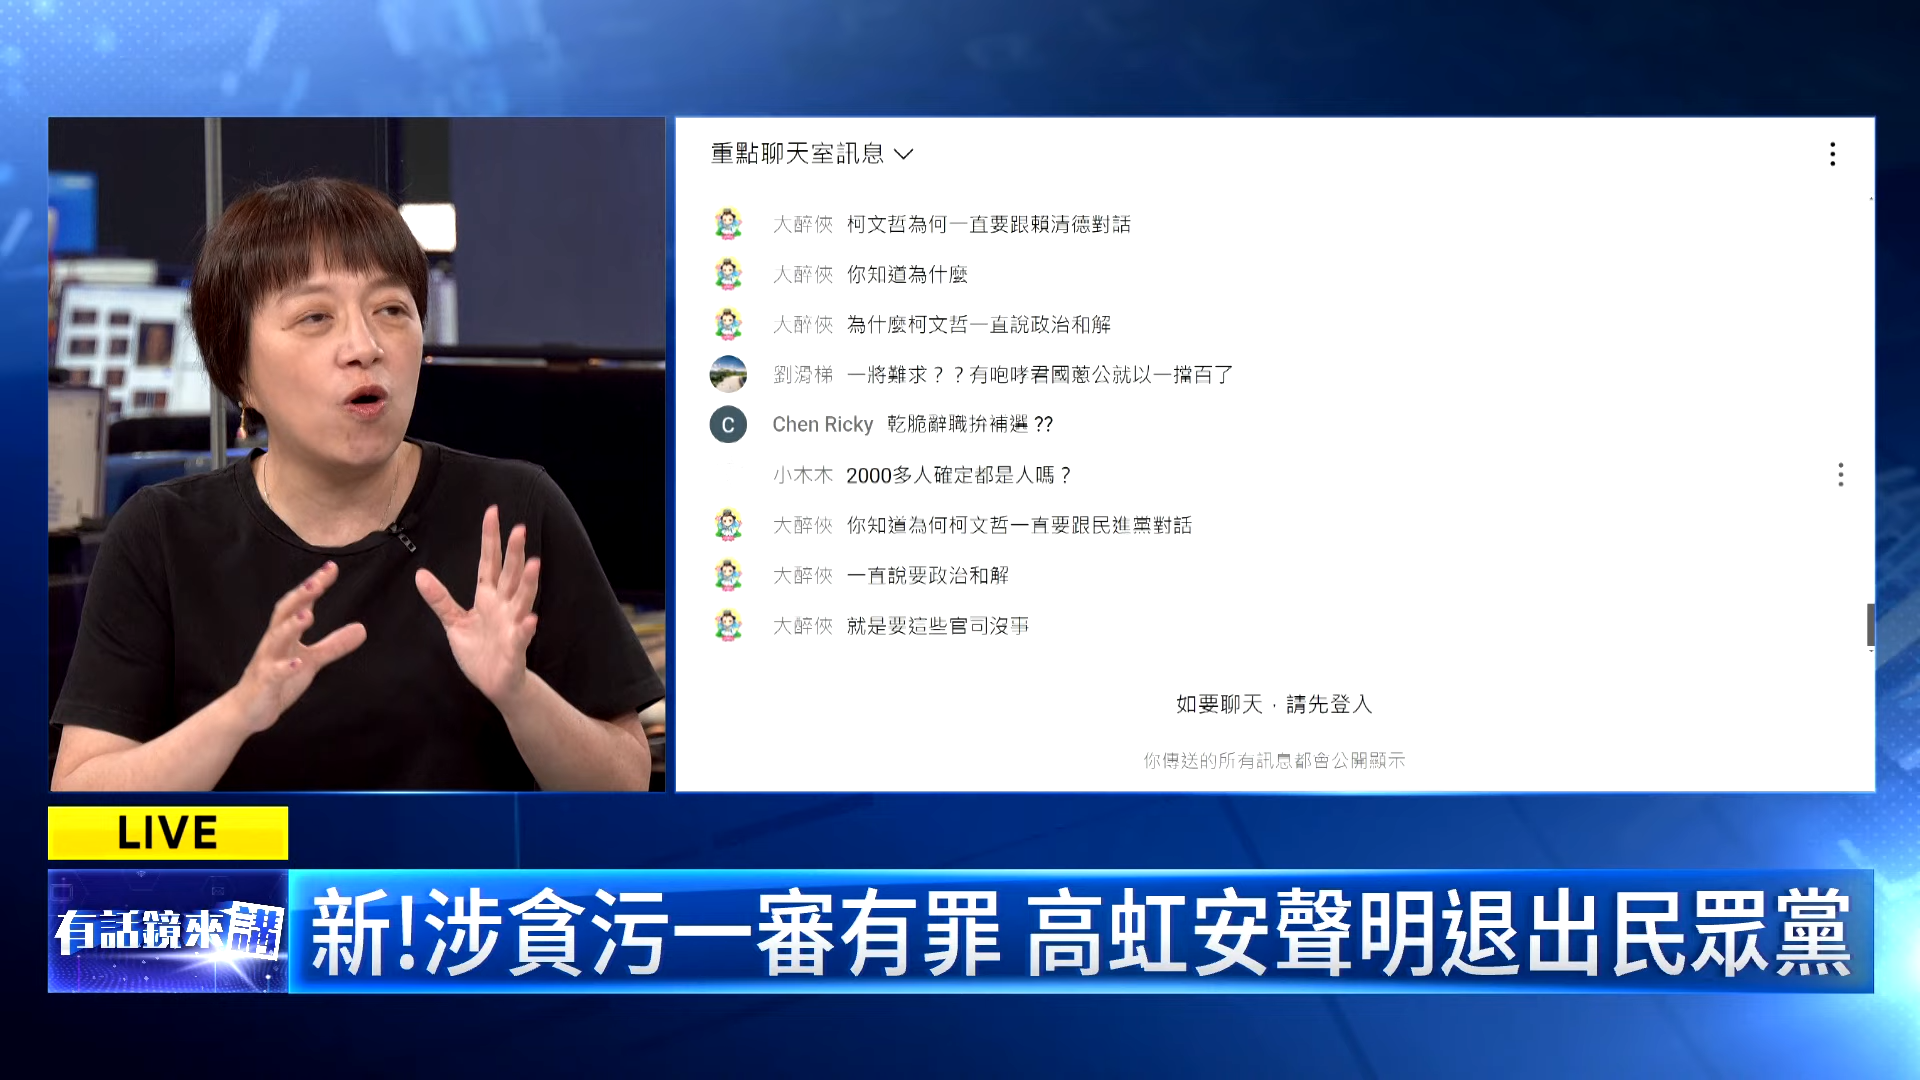 重點聊天室訊息
大醉俠 柯文哲為何一直要跟賴清德對話
大醉俠 你知道為什麼
大醉俠 為什麼柯文哲一直說政治和解
劉滑梯 一將難求？？有咆哮君國蔥公就以一擋百了
C Chen Ricky 乾脆辭職拚補選 ??
小木木 2000多人確定都是人嗎？
大醉俠 你知道為何柯文哲一直要跟民進黨對話
大醉俠 一直說要政治和解
大醉俠 就是要這些官司沒事
如要聊天，請先登入
你傳送的所有訊息都會公開顯示
LIVE
有話鏡來講
新!涉貪污一審有罪 高虹安聲明退出民眾黨